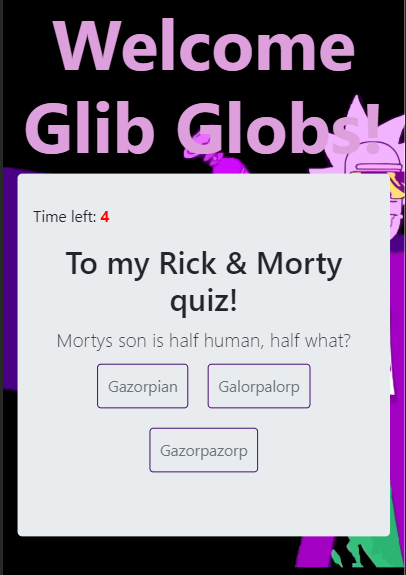 Welcome
Glib Globs!
Time left: 4
To my Rick & Morty
quiz!
Mortys son is half human, half what?
Gazorpian
Galorpalorp
Gazorpazorp